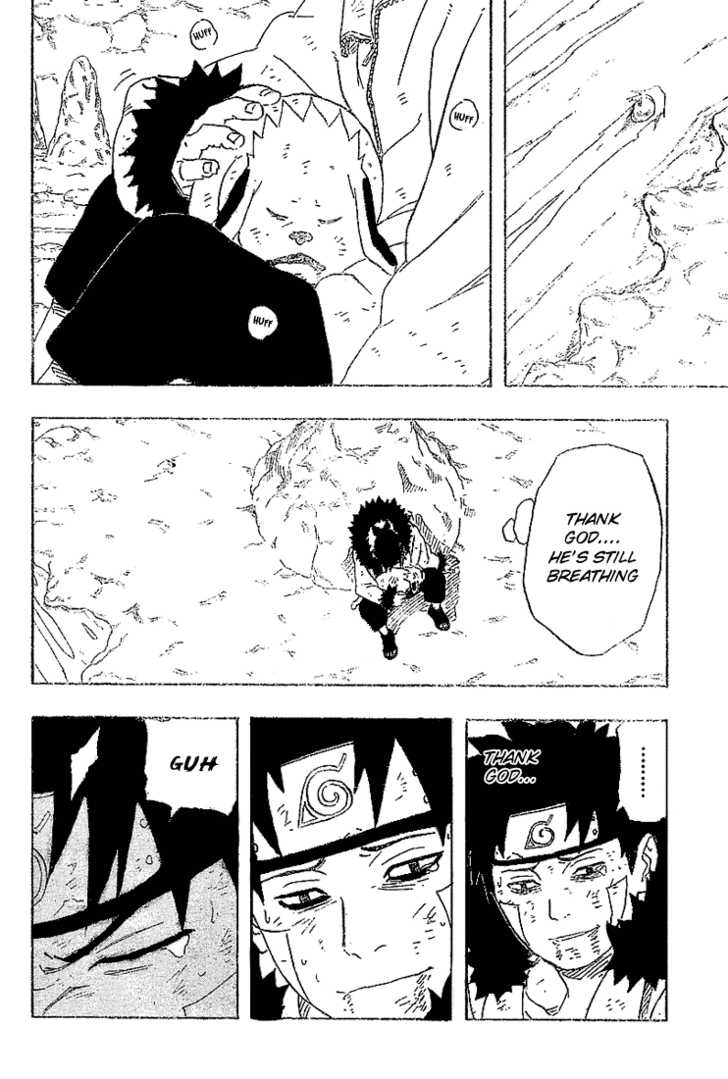 HUFF
HUFF
HUFF
THANK
GOD....
HE'S STILL
BREATHING
.........
THANK
GOD...
GUH